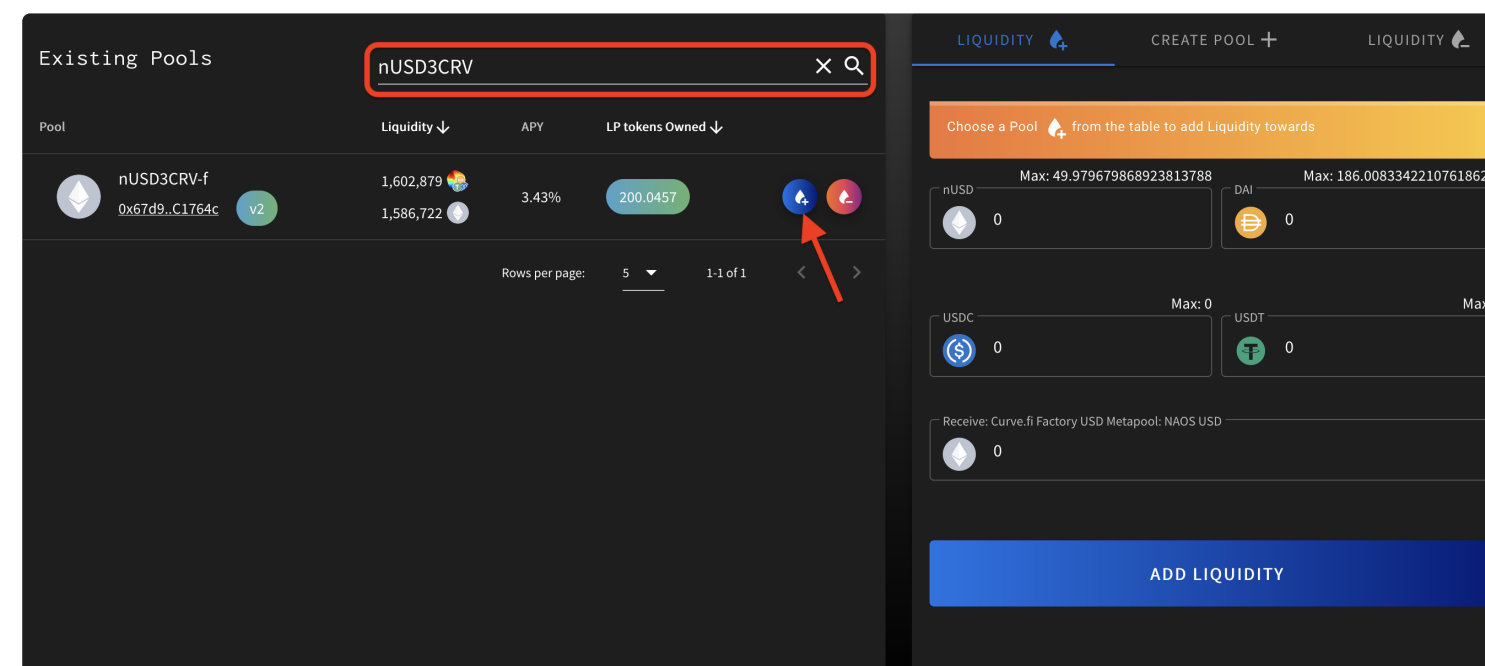 Existing Pools
nUSD3CRV
Pool
Liquidity
APY
LP tokens Owned
nUSD3CRV-f
0x67d9..C1764c
v2
1,602,879
1,586,722
3.43%
200.0457
Rows per page:
5
1-1 of 1
LIQUIDITY
CREATE POOL
LIQUIDITY
Choose a Pool from the table to add Liquidity towards
Max: 49.979679868923813788
nUSD
0
Max: 186.0083342210761862
DAI
0
Max: 0
USDC
0
Max
USDT
0
Receive: Curve.fi Factory USD Metapool: NAOS USD
0
ADD LIQUIDITY